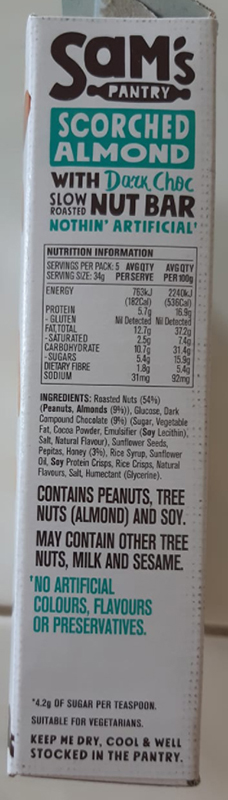 Sam's
PANTRY
SCORCHED
ALMOND
WITH Dark Choc
SLOW ROASTED NUT BAR
NOTHIN' ARTIFICIAL†
NUTRITION INFORMATION
SERVINGS PER PACK: 5 AVGQTY AVGQTY
SERVING SIZE: 34g PER SERVE PER 100g
ENERGY 763kJ 2240kJ
(182Cal) (536Cal)
PROTEIN 5.7g 16.9g
- GLUTEN Nil Detected Nil Detected
FAT,TOTAL 12.7g 37.2g
-SATURATED 2.5g 7.4g
CARBOHYDRATE 10.7g 31.4g
-SUGARS 5.4g 15.9g
DIETARY FIBRE 1.8g 5.4g
SODIUM 31mg 92mg
INGREDIENTS: Roasted Nuts (54%)
(Peanuts, Almonds (9%)), Glucose, Dark
Compound Chocolate (9%) (Sugar, Vegetable
Fat, Cocoa Powder, Emulsifier (Soy Lecithin),
Salt, Natural Flavour), Sunflower Seeds,
Pepitas, Honey (3%), Rice Syrup, Sunflower
Oil, Soy Protein Crisps, Rice Crisps, Natural
Flavours, Salt, Humectant (Glycerine).
CONTAINS PEANUTS, TREE
NUTS (ALMOND) AND SOY.
MAY CONTAIN OTHER TREE
NUTS, MILK AND SESAME.
†NO ARTIFICIAL
COLOURS, FLAVOURS
OR PRESERVATIVES.
*4.2g OF SUGAR PER TEASPOON.
SUITABLE FOR VEGETARIANS.
KEEP ME DRY, COOL & WELL
STOCKED IN THE PANTRY.